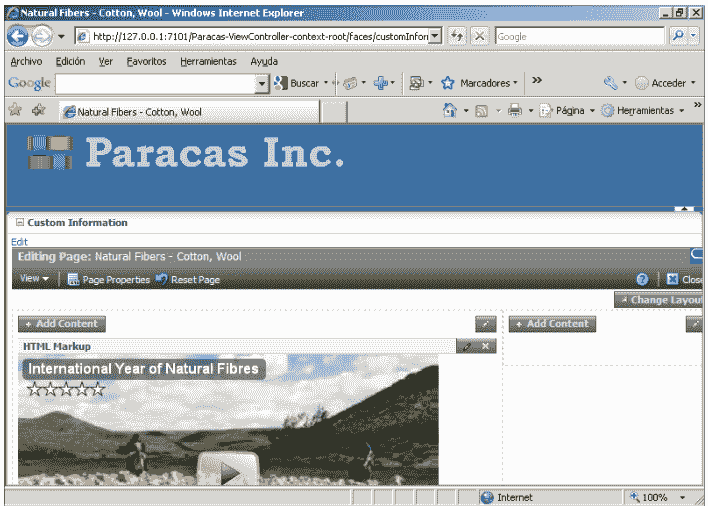 Natural Fibers - Cotton, Wool - Windows Internet Explorer
http://127.0.0.1:7101/Paracas-ViewController-context-root/faces/customInfor
Google
Archivo Edición Ver Favoritos Herramientas Ayuda
Google Buscar Marcadores » Acceder
Natural Fibers - Cotton, Wool Página Herramientas »
Paracas Inc.
Custom Information
Edit
Editing Page: Natural Fibers - Cotton, Wool
View Page Properties Reset Page ? Close
Change Layout
+ Add Content + Add Content
HTML Markup
International Year of Natural Fibres
Internet 100%